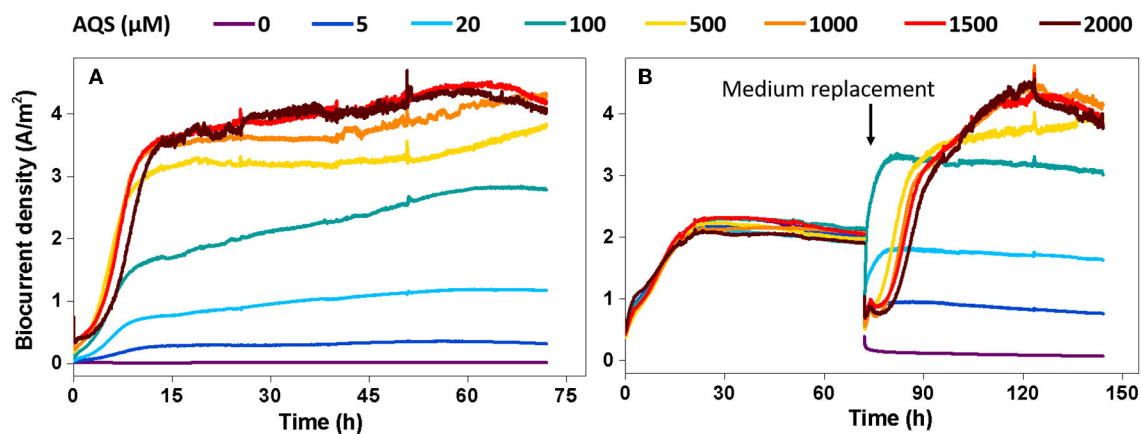 AQS (µM) 0 5 20 100 500 1000 1500 2000
A
B
Medium replacement
Biocurrent density (A/m²)
4
3
2
1
0
4
3
2
1
0
0 15 30 45 60 75
0 30 60 90 120 150
Time (h)
Time (h)